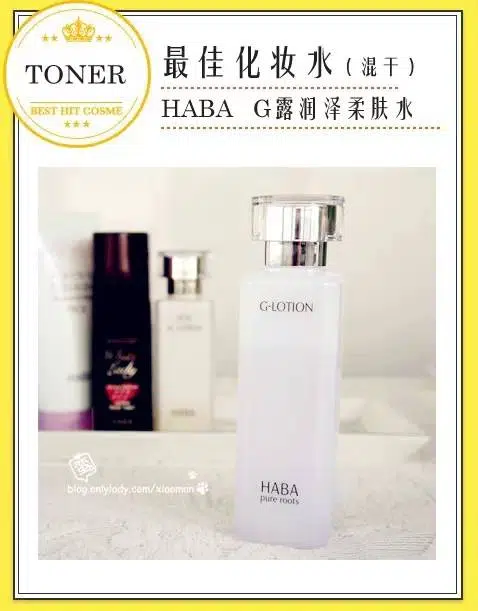 TONER
BEST HIT COSME
最佳化妆水（混干）
HABA G露润泽柔肤水
G-LOTION
HABA
pure roots
HABA
blog.onlylady.com/xiaoman